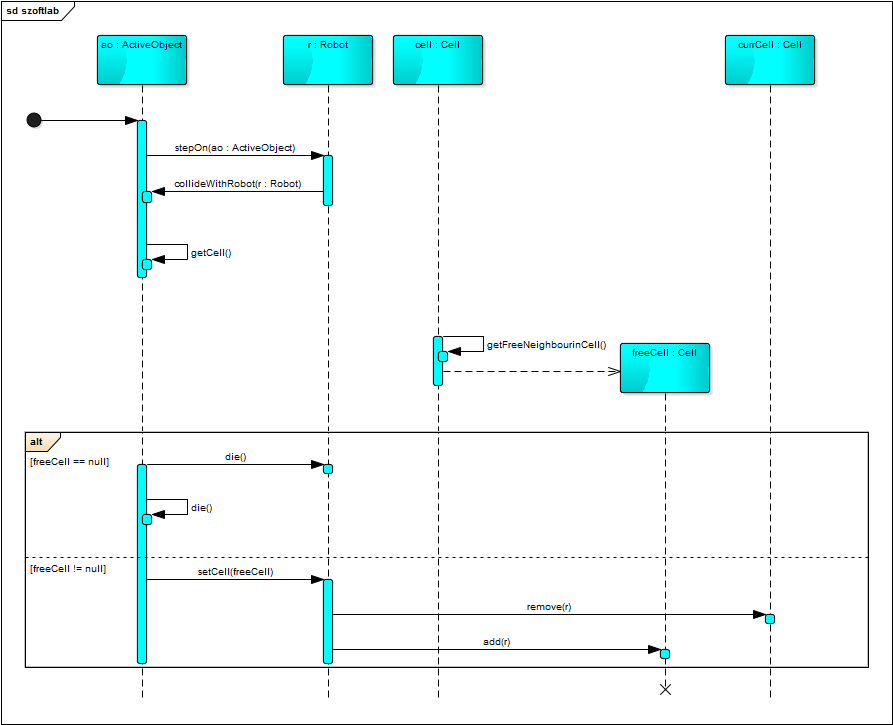 sd szoftlab
ao : ActiveObject
r : Robot
cell : Cell
currCell : Cell
stepOn(ao : ActiveObject)
collideWithRobot(r : Robot)
getCell()
getFreeNeighbourinCell()
freeCell : Cell
alt
[freeCell == null]
die()
die()
[freeCell != null]
setCell(freeCell)
remove(r)
add(r)